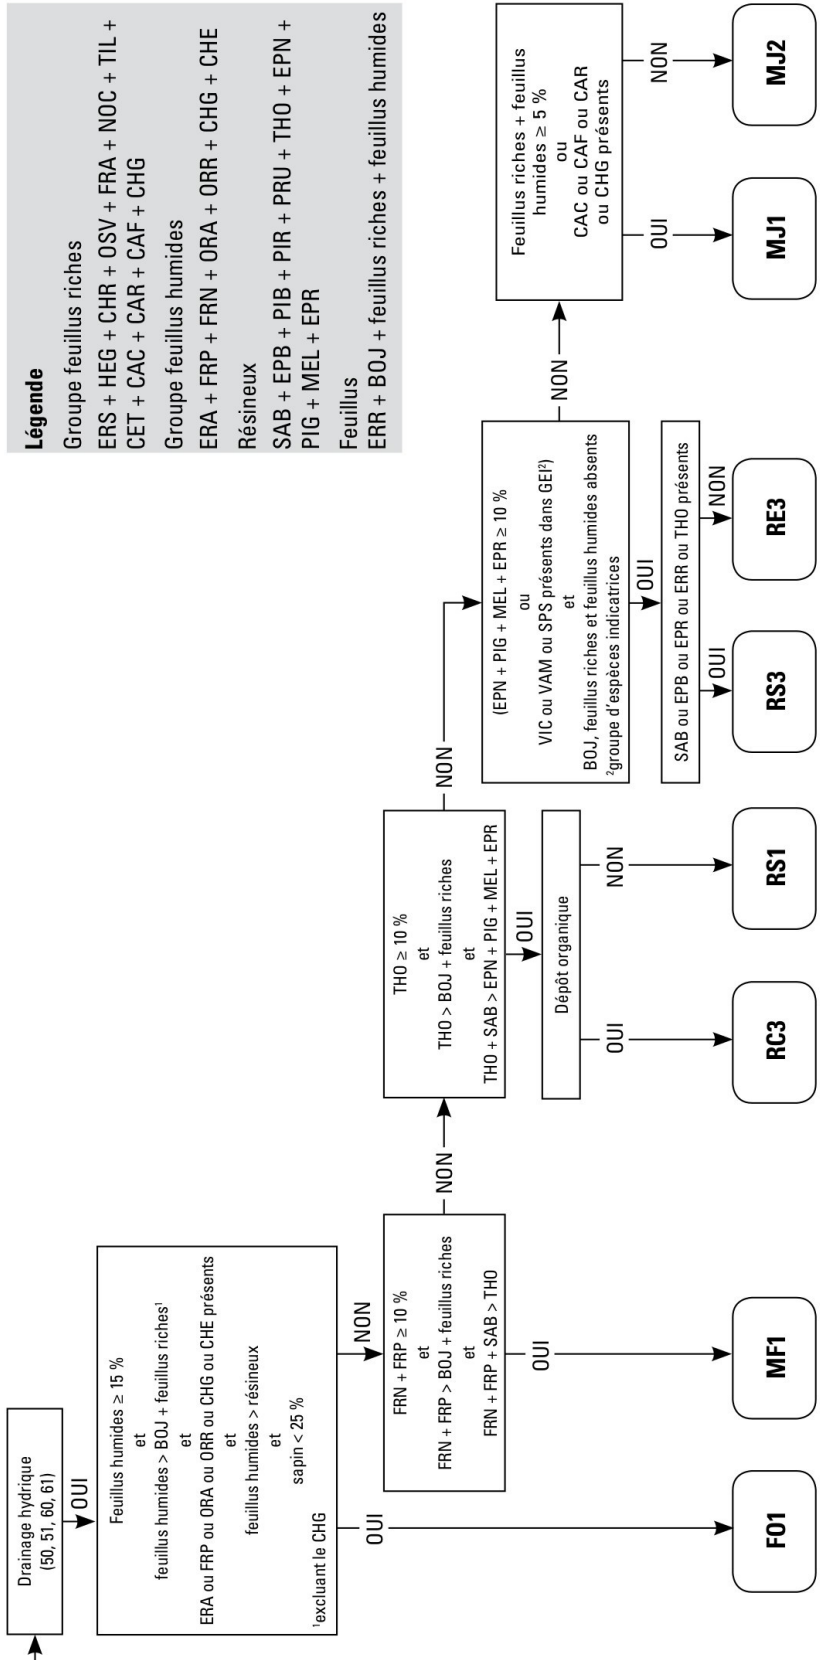 Drainage hydrique
(50, 51, 60, 61)
OUI
Feuillus humides ≥ 15 %
et
feuillus humides > BOJ + feuillus riches¹
et
ERA ou FRP ou ORA ou ORR ou CHG ou CHE présents
et
feuillus humides > résineux
et
sapin < 25 %
¹excluant le CHG
OUI
NON
FO1
FRN + FRP ≥ 10 %
et
FRN + FRP > BOJ + feuillus riches
et
FRN + FRP + SAB > THO
OUI
NON
MF1
THO ≥ 10 %
et
THO > BOJ + feuillus riches
et
THO + SAB > EPN + PIG + MEL + EPR
OUI
NON
Dépôt organique
OUI
NON
RC3
RS1
(EPN + PIG + MEL + EPR ≥ 10 %
ou
VIC ou VAM ou SPS présents dans GEI²)
et
BOJ, feuillus riches et feuillus humides absents
²groupe d'espèces indicatrices
OUI
NON
SAB ou EPB ou EPR ou ERR ou THO présents
OUI
NON
RS3
RE3
Feuillus riches + feuillus
humides ≥ 5 %
ou
CAC ou CAF ou CAR
ou CHG présents
OUI
NON
MJ1
MJ2
Légende
Groupe feuillus riches
ERS + HEG + CHR + OSV + FRA + NOC + TIL +
CET + CAC + CAR + CAF + CHG
Groupe feuillus humides
ERA + FRP + FRN + ORA + ORR + CHG + CHE
Résineux
SAB + EPB + PIB + PIR + PRU + THO + EPN +
PIG + MEL + EPR
Feuillus
ERR + BOJ + feuillus riches + feuillus humides